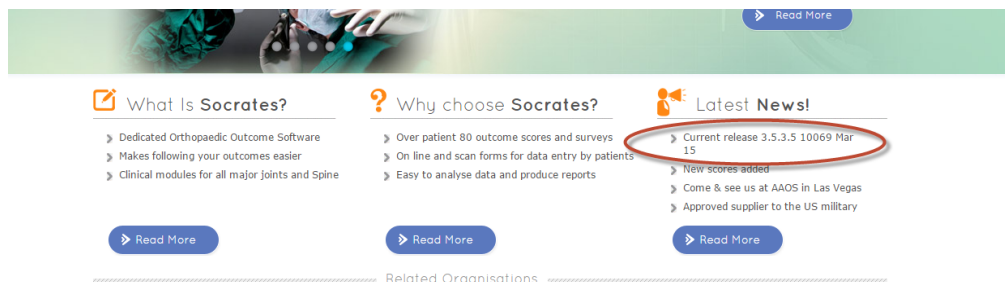 Read More
What Is Socrates?
Dedicated Orthopaedic Outcome Software
Makes following your outcomes easier
Clinical modules for all major joints and Spine
Read More
Why choose Socrates?
Over patient 80 outcome scores and surveys
On line and scan forms for data entry by patients
Easy to analyse data and produce reports
Read More
Latest News!
Current release 3.5.3.5 10069 Mar
15
New scores added
Come & see us at AAOS in Las Vegas
Approved supplier to the US military
Read More
Related Organisations